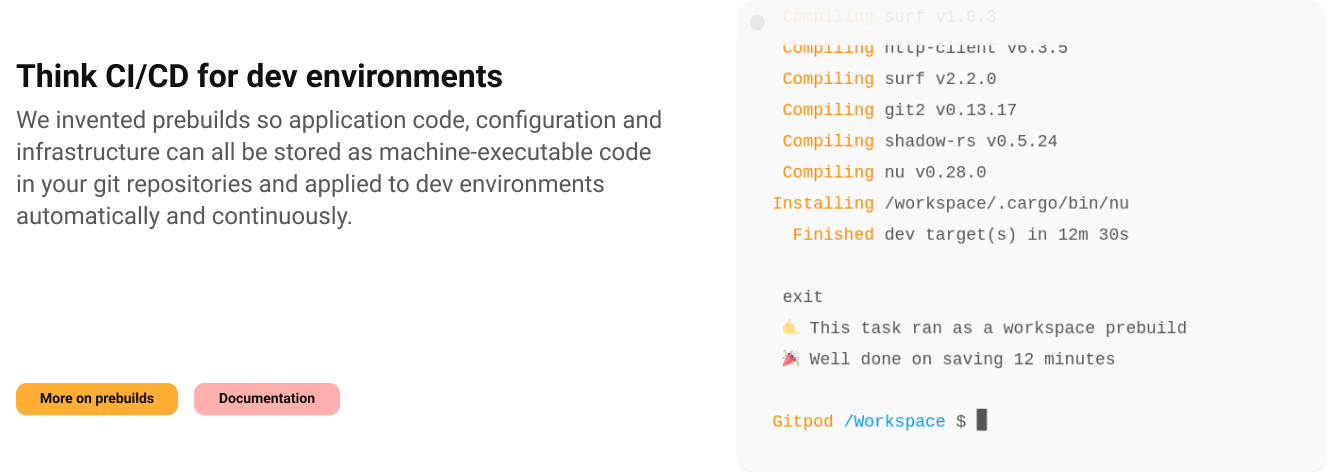 Think CI/CD for dev environments
We invented prebuilds so application code, configuration and
infrastructure can all be stored as machine-executable code
in your git repositories and applied to dev environments
automatically and continuously.
More on prebuilds
Documentation
Compiling surf v1.0.3
Compiling http-client v6.3.5
Compiling surf v2.2.0
Compiling git2 v0.13.17
Compiling shadow-rs v0.5.24
Compiling nu v0.28.0
Installing /workspace/.cargo/bin/nu
Finished dev target(s) in 12m 30s
exit
🤙 This task ran as a workspace prebuild
🎉 Well done on saving 12 minutes
Gitpod /Workspace $